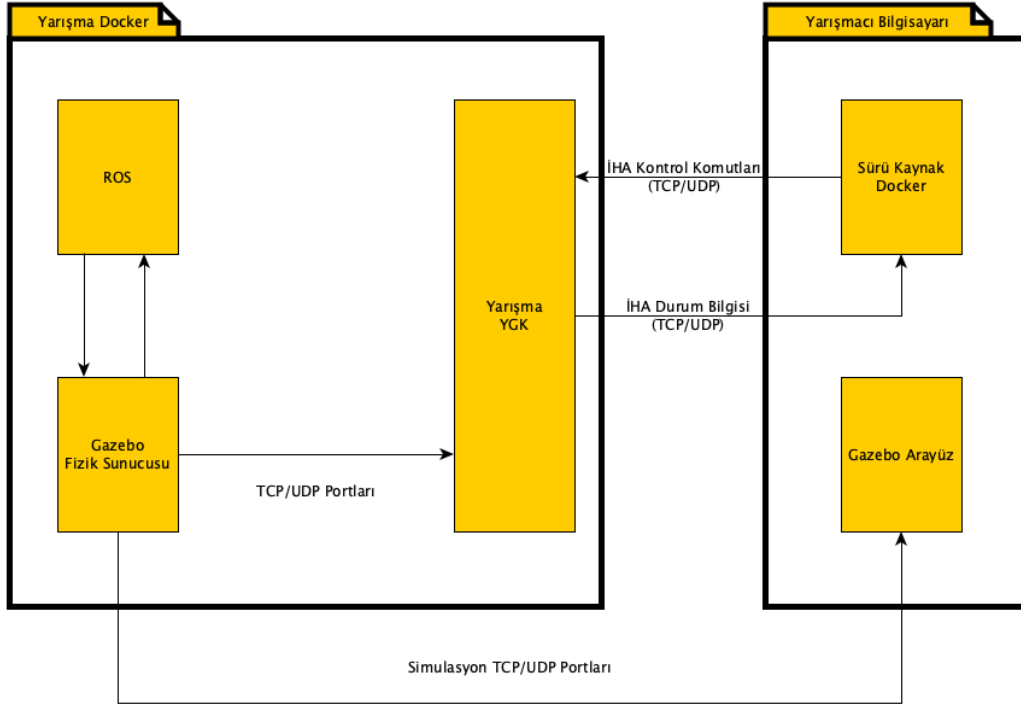 Yarışma Docker
Yarışmacı Bilgisayarı
ROS
Yarışma
YGK
İHA Kontrol Komutları
(TCP/UDP)
Sürü Kaynak
Docker
İHA Durum Bilgisi
(TCP/UDP)
Gazebo
Fizik Sunucusu
TCP/UDP Portları
Gazebo Arayüz
Simulasyon TCP/UDP Portları